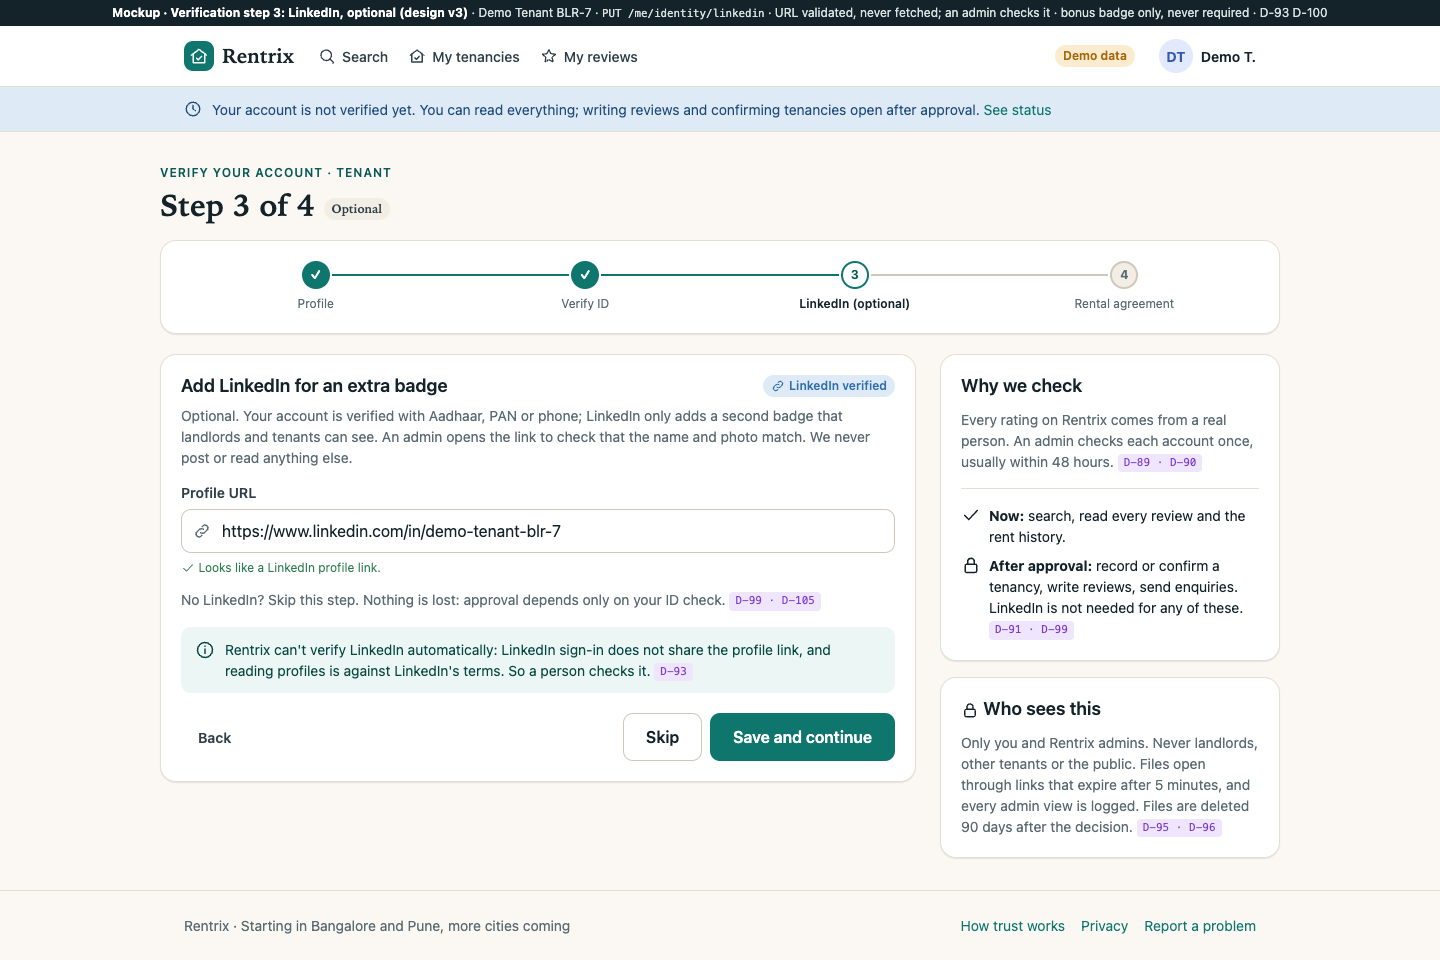 Mockup · Verification step 3: LinkedIn, optional (design v3) · Demo Tenant BLR-7 · PUT /me/identity/linkedin · URL validated, never fetched; an admin checks it · bonus badge only, never required · D-93 D-100
Rentrix
Search
My tenancies
My reviews
Demo data
DT
Demo T.
Your account is not verified yet. You can read everything; writing reviews and confirming tenancies open after approval. See status
VERIFY YOUR ACCOUNT · TENANT
Step 3 of 4
Optional
3
4
Profile
Verify ID
LinkedIn (optional)
Rental agreement
Add LinkedIn for an extra badge
LinkedIn verified
Optional. Your account is verified with Aadhaar, PAN or phone; LinkedIn only adds a second badge that
landlords and tenants can see. An admin opens the link to check that the name and photo match. We never
post or read anything else.
Profile URL
https://www.linkedin.com/in/demo-tenant-blr-7
Looks like a LinkedIn profile link.
No LinkedIn? Skip this step. Nothing is lost: approval depends only on your ID check. D-99 · D-105
Rentrix can't verify LinkedIn automatically: LinkedIn sign-in does not share the profile link, and
reading profiles is against LinkedIn's terms. So a person checks it. D-93
Back
Skip
Save and continue
Why we check
Every rating on Rentrix comes from a real
person. An admin checks each account once,
usually within 48 hours. D-89 · D-90
Now: search, read every review and the
rent history.
After approval: record or confirm a
tenancy, write reviews, send enquiries.
LinkedIn is not needed for any of these.
D-91 · D-99
Who sees this
Only you and Rentrix admins. Never landlords,
other tenants or the public. Files open
through links that expire after 5 minutes, and
every admin view is logged. Files are deleted
90 days after the decision. D-95 · D-96
Rentrix · Starting in Bangalore and Pune, more cities coming
How trust works
Privacy
Report a problem